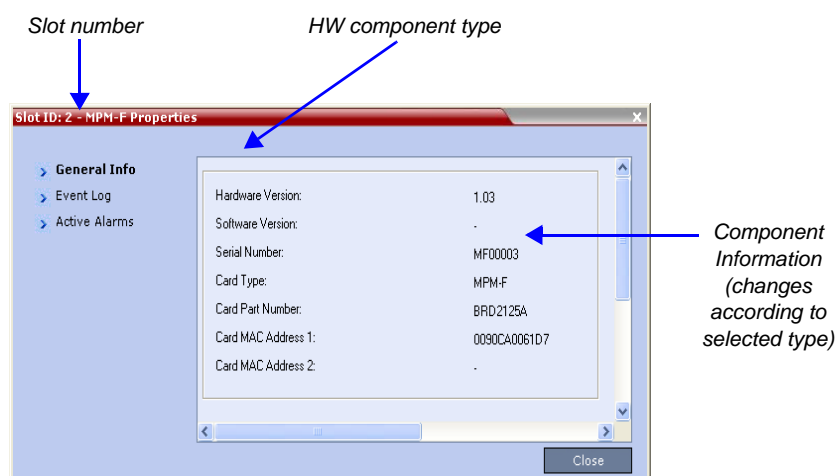 Slot number
HW component type
Slot ID: 2 - MPM-F Properties
x
General Info
Event Log
Active Alarms
Hardware Version: 1.03
Software Version: -
Serial Number: MF00003
Card Type: MPM-F
Card Part Number: BRD2125A
Card MAC Address 1: 0090CA0061D7
Card MAC Address 2: -
Component
Information
(changes
according to
selected type)
Close